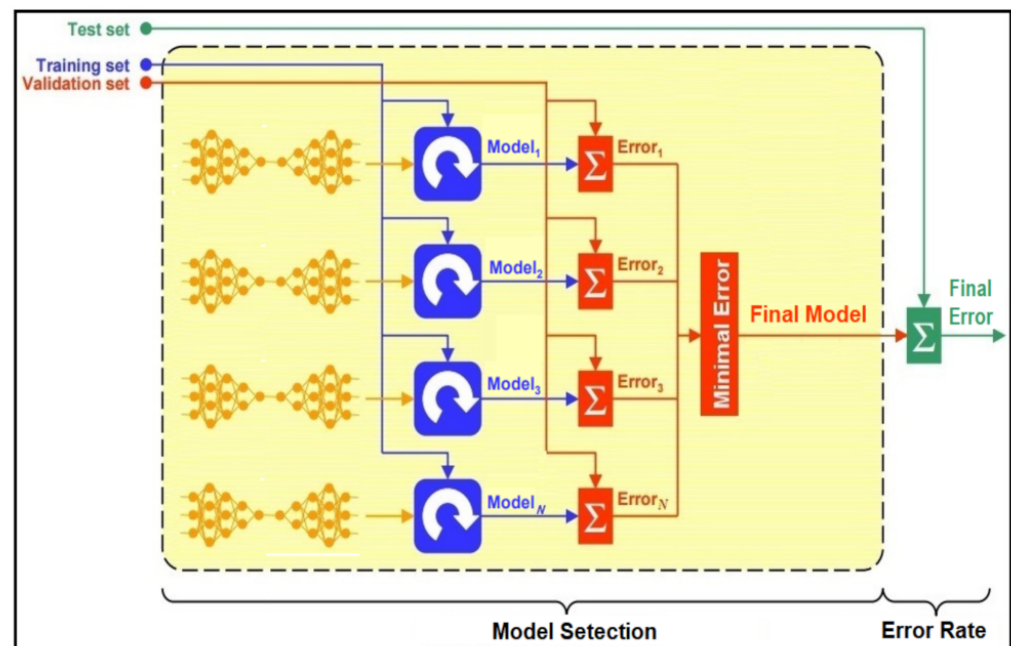 Test set
Training set
Validation set
Model1
Error1
Σ
Model2
Error2
Σ
Minimal Error
Final Model
Final
Error
Σ
Model3
Error3
Σ
ModelN
ErrorN
Σ
Model Selection
Error Rate